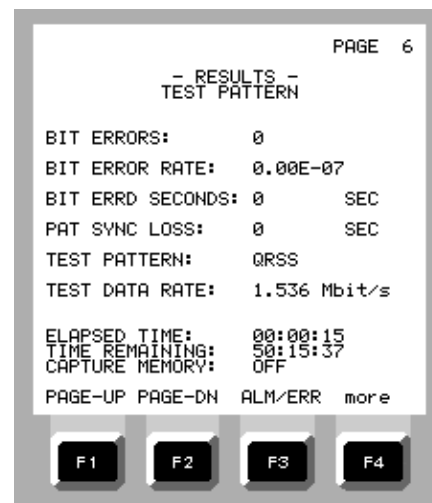 PAGE 6
- RESULTS -
TEST PATTERN
BIT ERRORS: 0
BIT ERROR RATE: 0.00E-07
BIT ERRD SECONDS: 0 SEC
PAT SYNC LOSS: 0 SEC
TEST PATTERN: QRSS
TEST DATA RATE: 1.536 Mbit/s
ELAPSED TIME: 00:00:15
TIME REMAINING: 50:15:37
CAPTURE MEMORY: OFF
PAGE-UP PAGE-DN ALM/ERR more
F1 F2 F3 F4